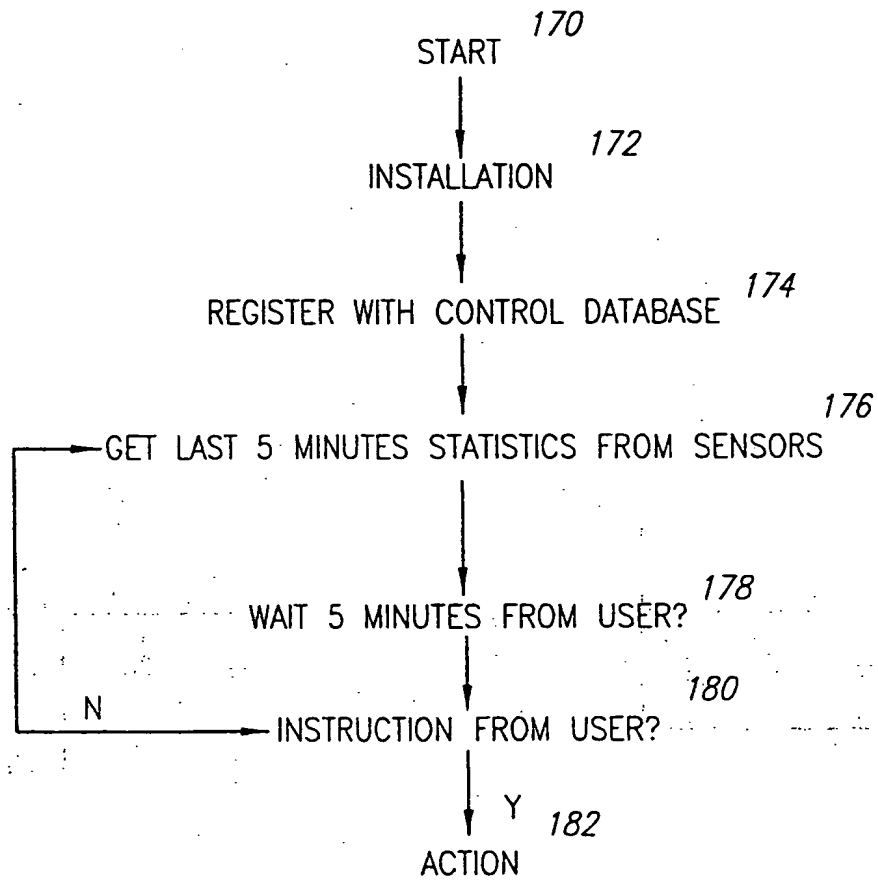 170
START
172
INSTALLATION
174
REGISTER WITH CONTROL DATABASE
176
GET LAST 5 MINUTES STATISTICS FROM SENSORS
178
WAIT 5 MINUTES FROM USER?
180
N
INSTRUCTION FROM USER?
Y
182
ACTION